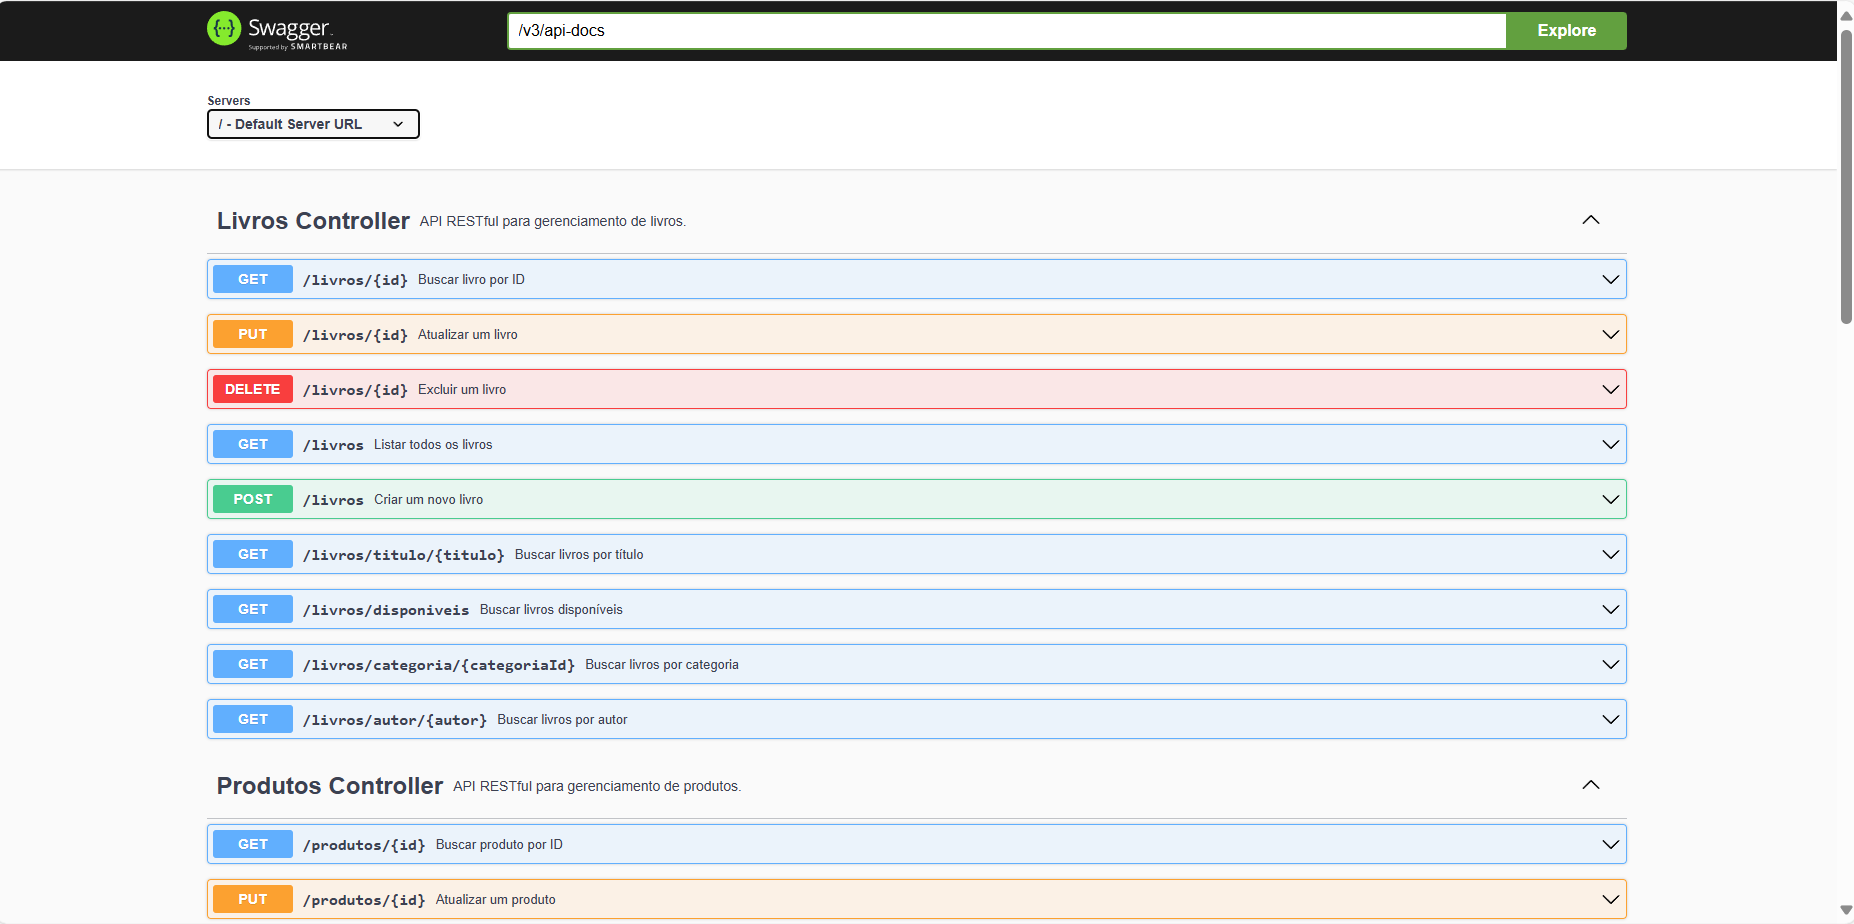 Swagger
Supported by SMARTBEAR
/v3/api-docs
Explore
Servers
/ - Default Server URL
Livros Controller API RESTful para gerenciamento de livros.
GET /livros/{id} Buscar livro por ID
PUT /livros/{id} Atualizar um livro
DELETE /livros/{id} Excluir um livro
GET /livros Listar todos os livros
POST /livros Criar um novo livro
GET /livros/titulo/{titulo} Buscar livros por título
GET /livros/disponiveis Buscar livros disponíveis
GET /livros/categoria/{categoriaId} Buscar livros por categoria
GET /livros/autor/{autor} Buscar livros por autor
Produtos Controller API RESTful para gerenciamento de produtos.
GET /produtos/{id} Buscar produto por ID
PUT /produtos/{id} Atualizar um produto